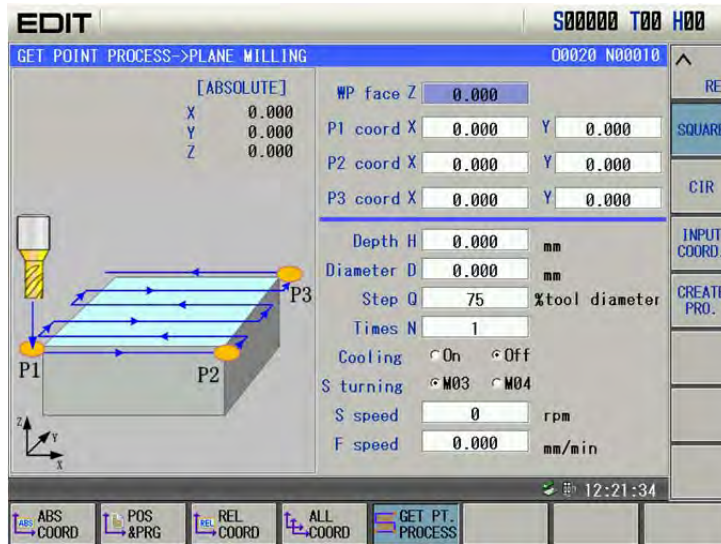 EDIT S00000 T00 H00
GET POINT PROCESS->PLANE MILLING O0020 N00010
[ABSOLUTE]
X 0.000
Y 0.000
Z 0.000
WP face Z 0.000
P1 coord X 0.000 Y 0.000
P2 coord X 0.000 Y 0.000
P3 coord X 0.000 Y 0.000
Depth H 0.000 mm
Diameter D 0.000 mm
Step Q 75 %tool diameter
Times N 1
Cooling On Off
S turning M03 M04
S speed 0 rpm
F speed 0.000 mm/min
P1
P2
P3
Z
Y
X
12:21:34
RE
SQUARE
CIR
INPUT
COORD.
CREATE
PRO.
ABS ABS
COORD
POS
&PRG
REL REL
COORD
ALL
COORD
GET PT.
PROCESS